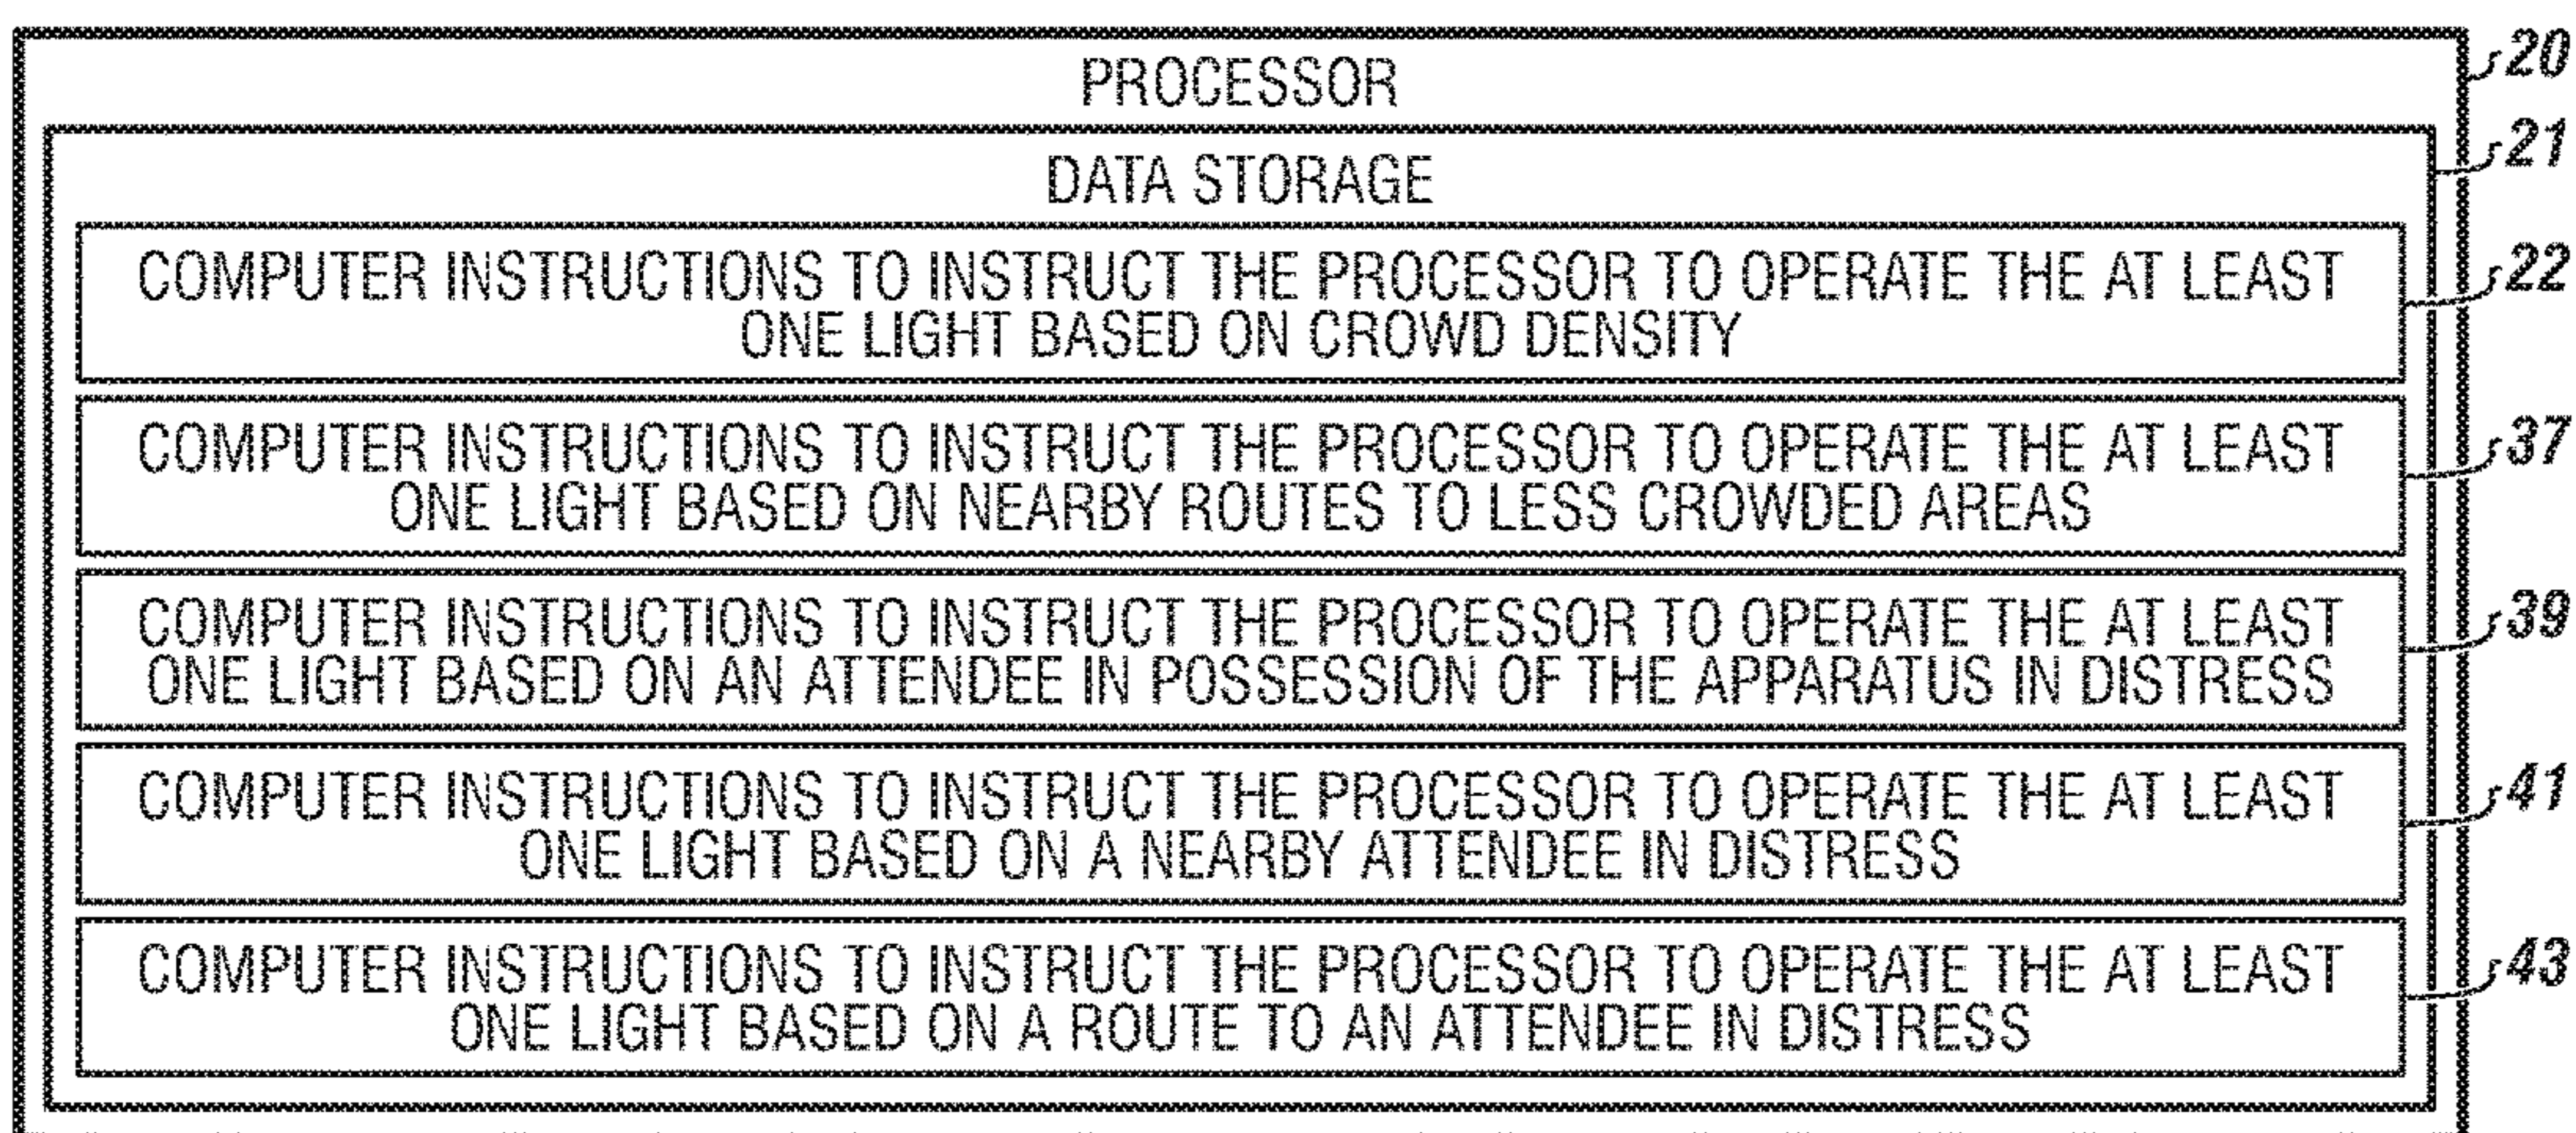 PROCESSOR
20
DATA STORAGE
21
COMPUTER INSTRUCTIONS TO INSTRUCT THE PROCESSOR TO OPERATE THE AT LEAST
ONE LIGHT BASED ON CROWD DENSITY
22
COMPUTER INSTRUCTIONS TO INSTRUCT THE PROCESSOR TO OPERATE THE AT LEAST
ONE LIGHT BASED ON NEARBY ROUTES TO LESS CROWDED AREAS
37
COMPUTER INSTRUCTIONS TO INSTRUCT THE PROCESSOR TO OPERATE THE AT LEAST
ONE LIGHT BASED ON AN ATTENDEE IN POSSESSION OF THE APPARATUS IN DISTRESS
39
COMPUTER INSTRUCTIONS TO INSTRUCT THE PROCESSOR TO OPERATE THE AT LEAST
ONE LIGHT BASED ON A NEARBY ATTENDEE IN DISTRESS
41
COMPUTER INSTRUCTIONS TO INSTRUCT THE PROCESSOR TO OPERATE THE AT LEAST
ONE LIGHT BASED ON A ROUTE TO AN ATTENDEE IN DISTRESS
43